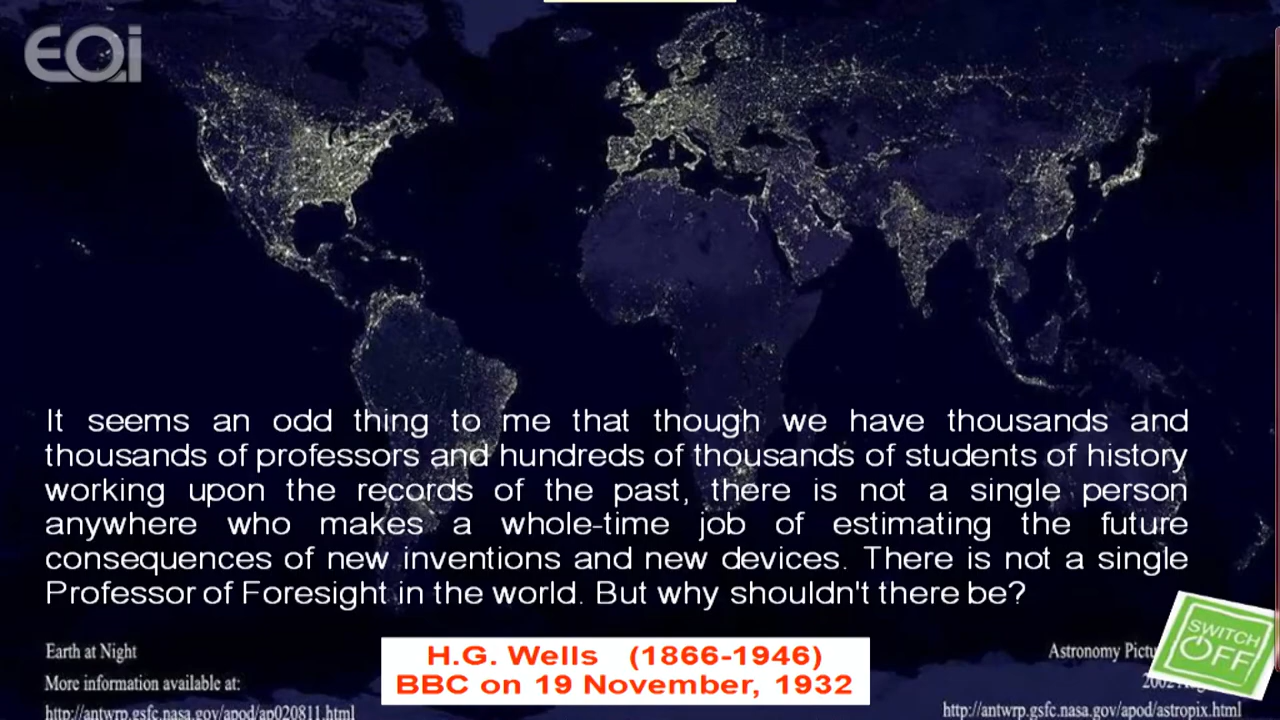 EOi
It seems an odd thing to me that though we have thousands and
thousands of professors and hundreds of thousands of students of history
working upon the records of the past, there is not a single person
anywhere who makes a whole-time job of estimating the future
consequences of new inventions and new devices. There is not a single
Professor of Foresight in the world. But why shouldn't there be?
Earth at Night
More information available at:
http://antwrp.gsfc.nasa.gov/apod/ap020811.html
H.G. Wells (1866-1946)
BBC on 19 November, 1932
Astronomy
2002
http://antwrp.gsfc.nasa.gov/apod/astropix.html
SWITCH
OFF